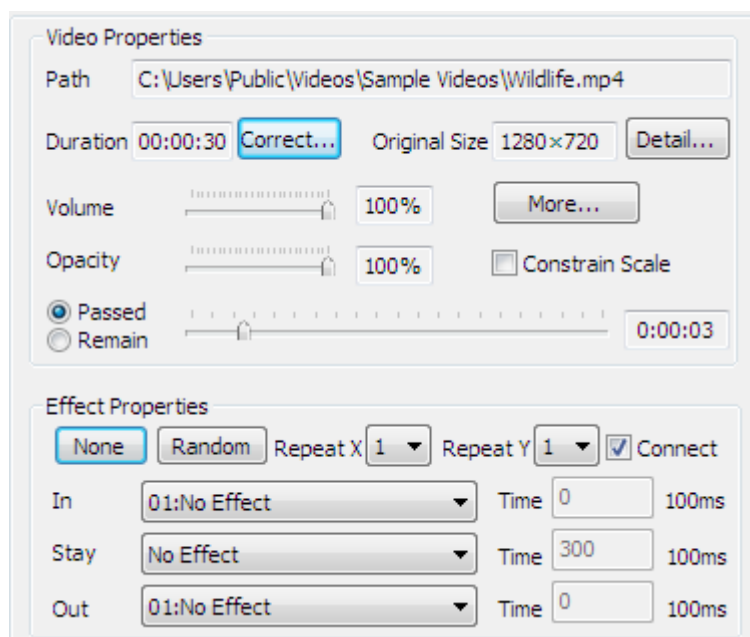 Video Properties
Path C:\Users\Public\Videos\Sample Videos\Wildlife.mp4
Duration 00:00:30 Correct... Original Size 1280×720 Detail...
Volume 100% More...
Opacity 100% Constrain Scale
Passed
Remain 0:00:03
Effect Properties
None Random Repeat X 1 Repeat Y 1 Connect
In 01:No Effect Time 0 100ms
Stay No Effect Time 300 100ms
Out 01:No Effect Time 0 100ms